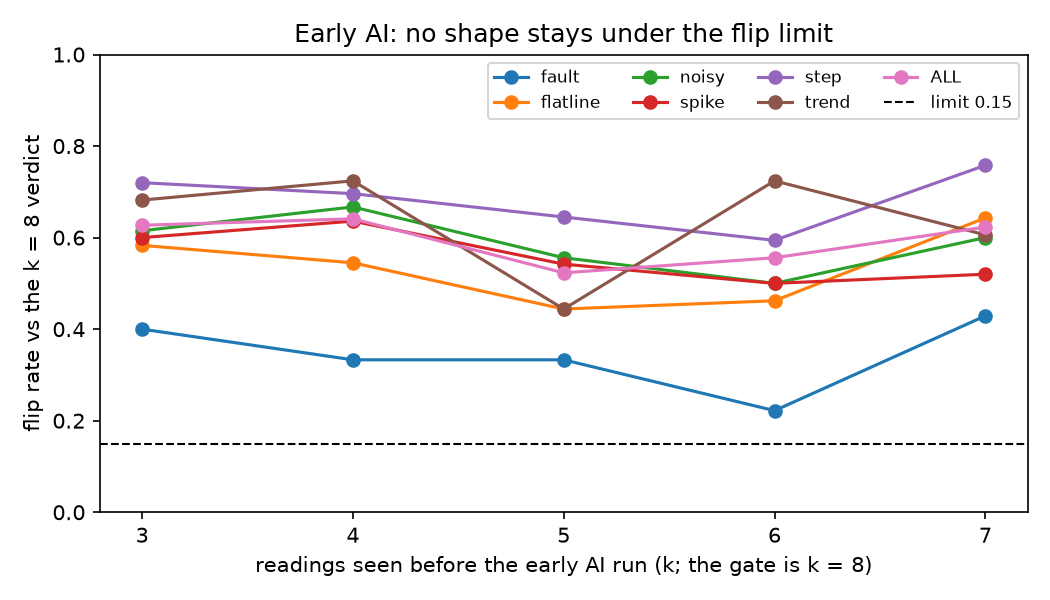 Early AI: no shape stays under the flip limit
fault noisy step ALL
flatline spike trend limit 0.15
1.0
0.8
0.6
0.4
0.2
0.0
flip rate vs the k = 8 verdict
3 4 5 6 7
readings seen before the early AI run (k; the gate is k = 8)